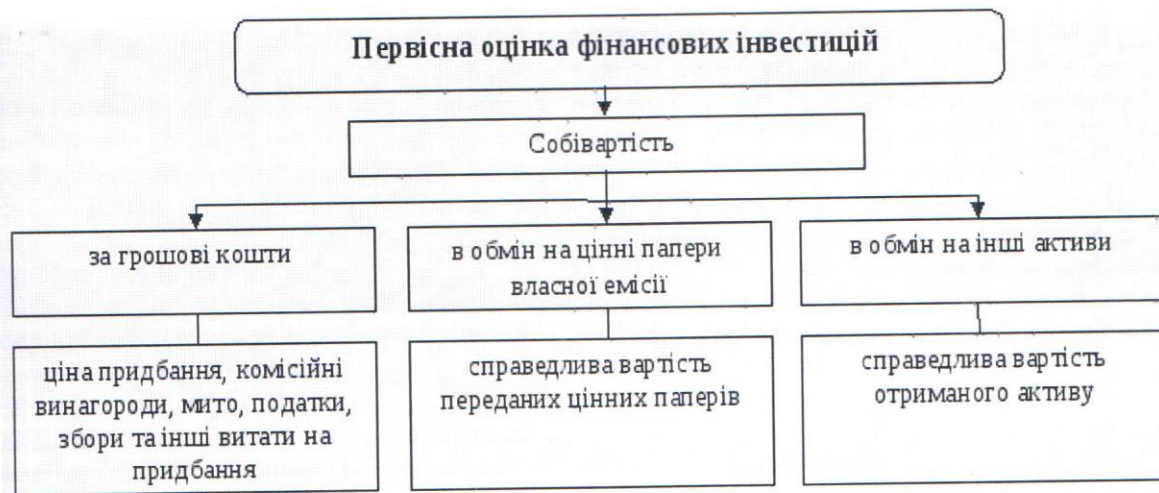 Первісна оцінка фінансових інвестицій
Собівартість
за грошові кошти
в обмін на цінні папери
власної емісії
в обмін на інші активи
ціна придбання, комісійні
винагороди, мито, податки,
збори та інші витати на
придбання
справедлива вартість
переданих цінних паперів
справедлива вартість
отриманого активу